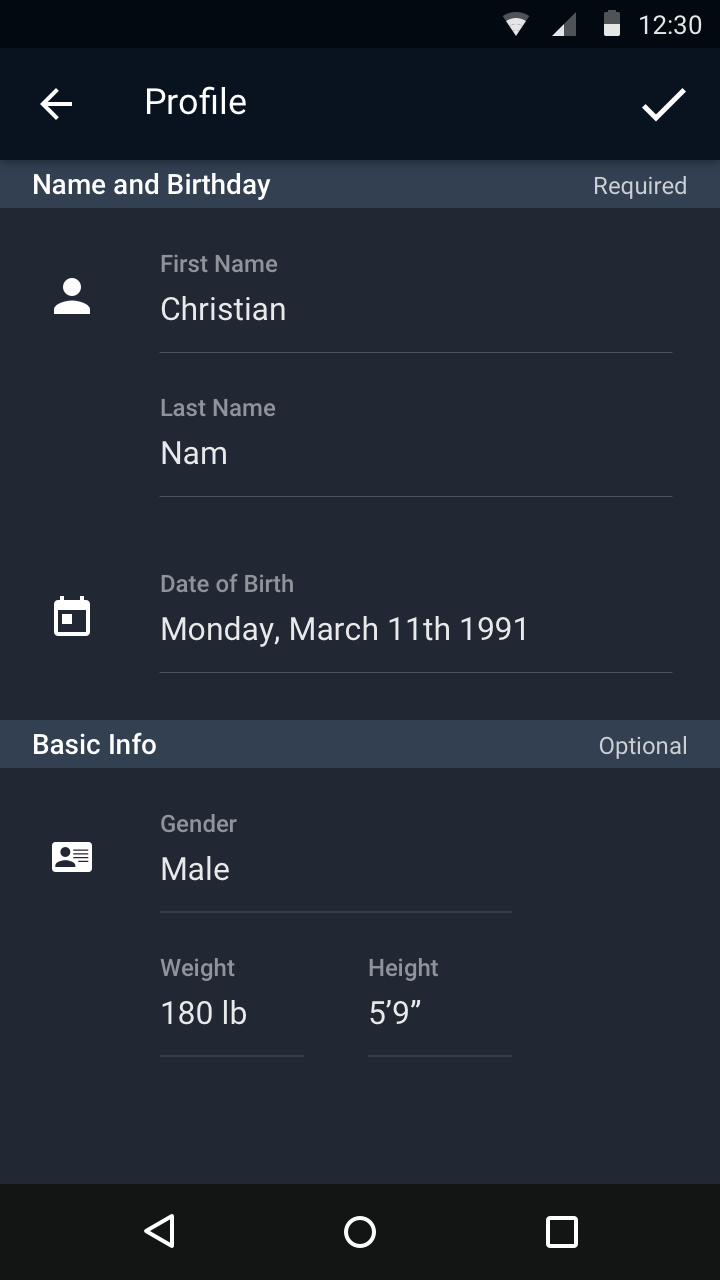 12:30
Profile
Name and Birthday Required
First Name
Christian
Last Name
Nam
Date of Birth
Monday, March 11th 1991
Basic Info Optional
Gender
Male
Weight Height
180 lb 5’9”